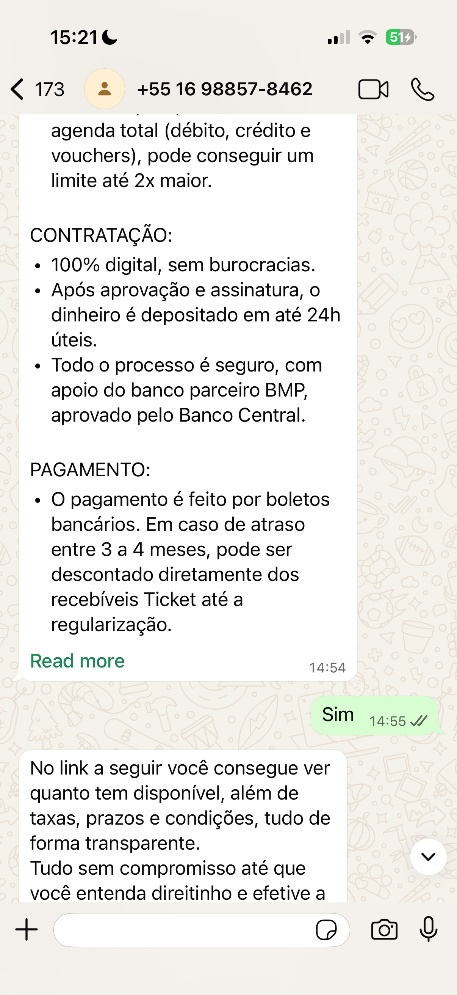 15:21
51
173
+55 16 98857-8462
agenda total (débito, crédito e
vouchers), pode conseguir um
limite até 2x maior.
CONTRATAÇÃO:
• 100% digital, sem burocracias.
• Após aprovação e assinatura, o
dinheiro é depositado em até 24h
úteis.
• Todo o processo é seguro, com
apoio do banco parceiro BMP,
aprovado pelo Banco Central.
PAGAMENTO:
• O pagamento é feito por boletos
bancários. Em caso de atraso
entre 3 a 4 meses, pode ser
descontado diretamente dos
recebíveis Ticket até a
regularização.
Read more
14:54
Sim 14:55
No link a seguir você consegue ver
quanto tem disponível, além de
taxas, prazos e condições, tudo de
forma transparente.
Tudo sem compromisso até que
você entenda direitinho e efetive a